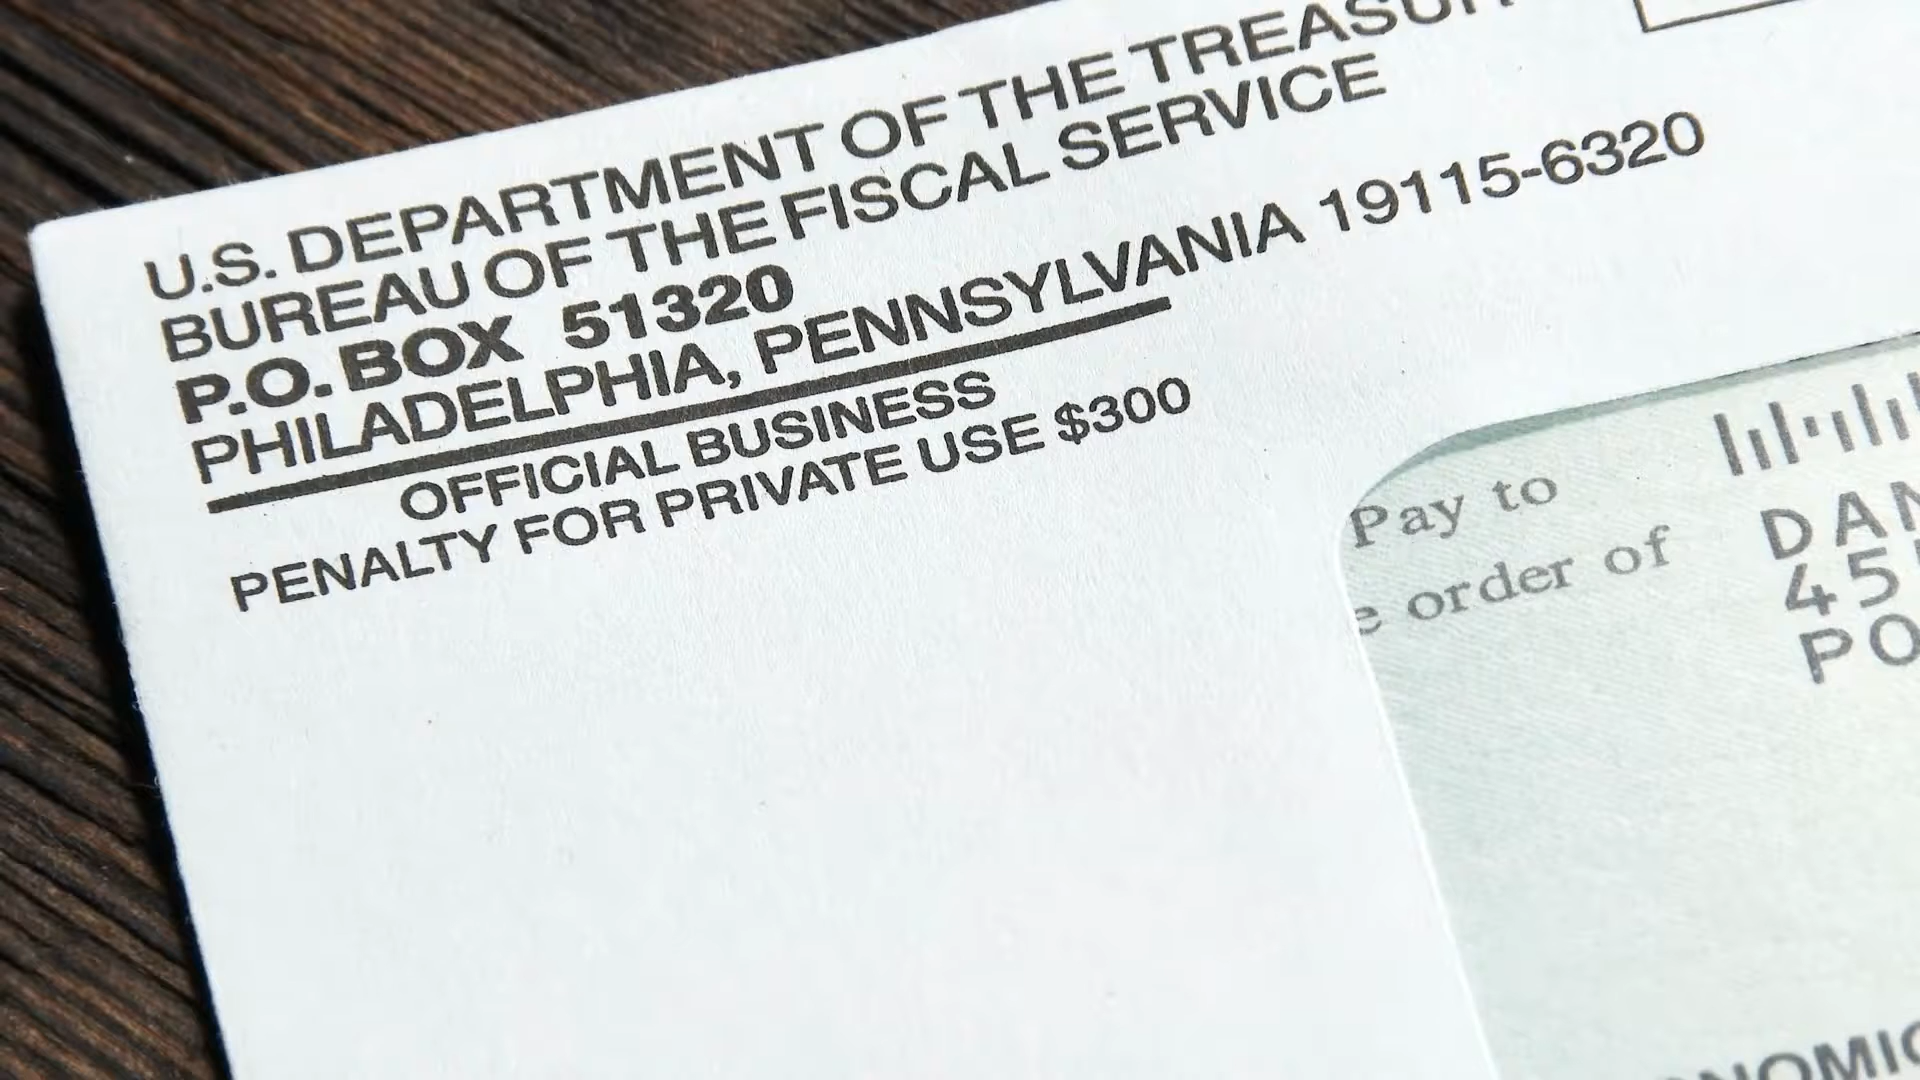 U.S. DEPARTMENT OF THE TREASURY
BUREAU OF THE FISCAL SERVICE
P.O. BOX 51320
PHILADELPHIA, PENNSYLVANIA 19115-6320
OFFICIAL BUSINESS
PENALTY FOR PRIVATE USE $300
Pay to
order of